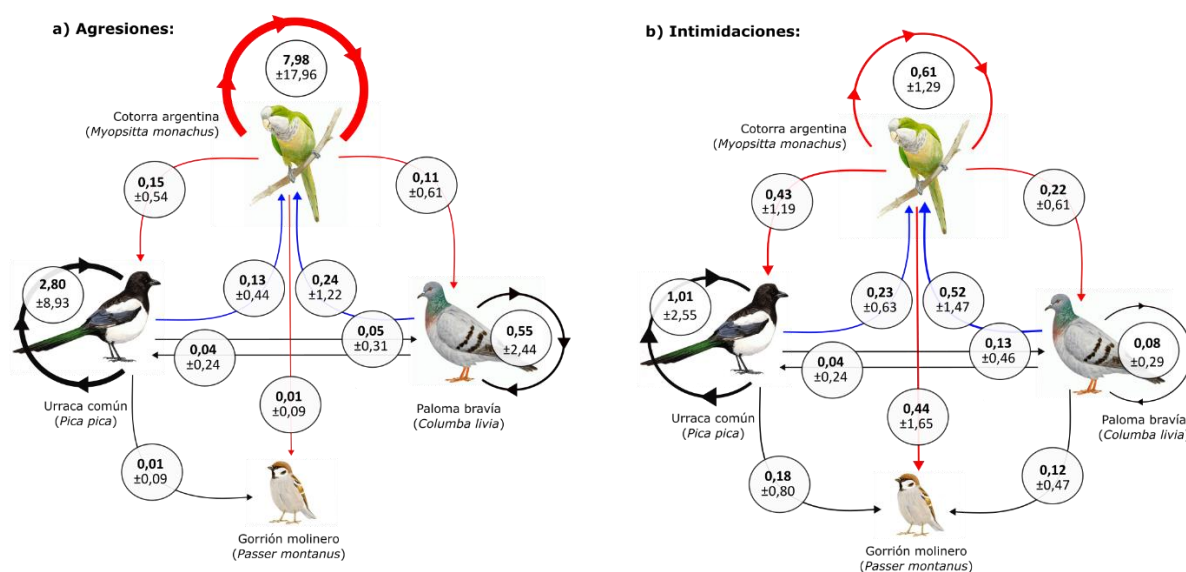 a) Agresiones:
7,98
±17,96
Cotorra argentina
(Myopsitta monachus)
0,15
±0,54
0,11
±0,61
2,80
±8,93
0,13
±0,44
0,24
±1,22
0,05
±0,31
0,04
±0,24
0,55
±2,44
Urraca común
(Pica pica)
0,01
±0,09
Paloma bravía
(Columba livia)
0,01
±0,09
Gorrión molinero
(Passer montanus)
b) Intimidaciones:
0,61
±1,29
Cotorra argentina
(Myopsitta monachus)
0,43
±1,19
0,22
±0,61
1,01
±2,55
0,23
±0,63
0,52
±1,47
0,13
±0,46
0,04
±0,24
0,08
±0,29
Urraca común
(Pica pica)
0,44
±1,65
Paloma bravía
(Columba livia)
0,18
±0,80
0,12
±0,47
Gorrión molinero
(Passer montanus)